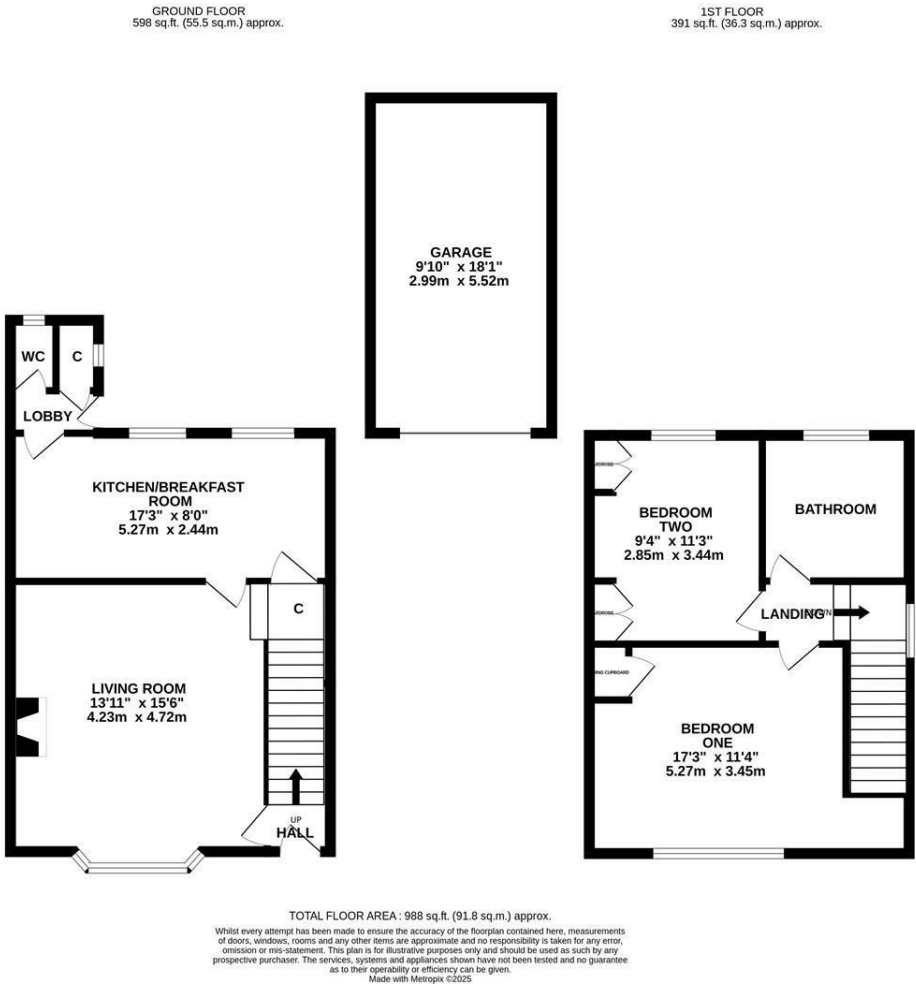 GROUND FLOOR
598 sq.ft. (55.5 sq.m.) approx.
1ST FLOOR
391 sq.ft. (36.3 sq.m.) approx.
GARAGE
9'10" x 18'1"
2.99m x 5.52m
WC
C
LOBBY
KITCHEN/BREAKFAST
ROOM
17'3" x 8'0"
5.27m x 2.44m
C
LIVING ROOM
13'11" x 15'6"
4.23m x 4.72m
UP
HALL
BEDROOM
TWO
9'4" x 11'3"
2.85m x 3.44m
BATHROOM
LANDING
CUPBOARD
BEDROOM
ONE
17'3" x 11'4"
5.27m x 3.45m
TOTAL FLOOR AREA : 988 sq.ft. (91.8 sq.m.) approx.
Whilst every attempt has been made to ensure the accuracy of the floorplan contained here, measurements
of doors, windows, rooms and any other items are approximate and no responsibility is taken for any error,
omission or mis-statement. This plan is for illustrative purposes only and should be used as such by any
prospective purchaser. The services, systems and appliances shown have not been tested and no guarantee
as to their operability or efficiency can be given.
Made with Metropix ©2025